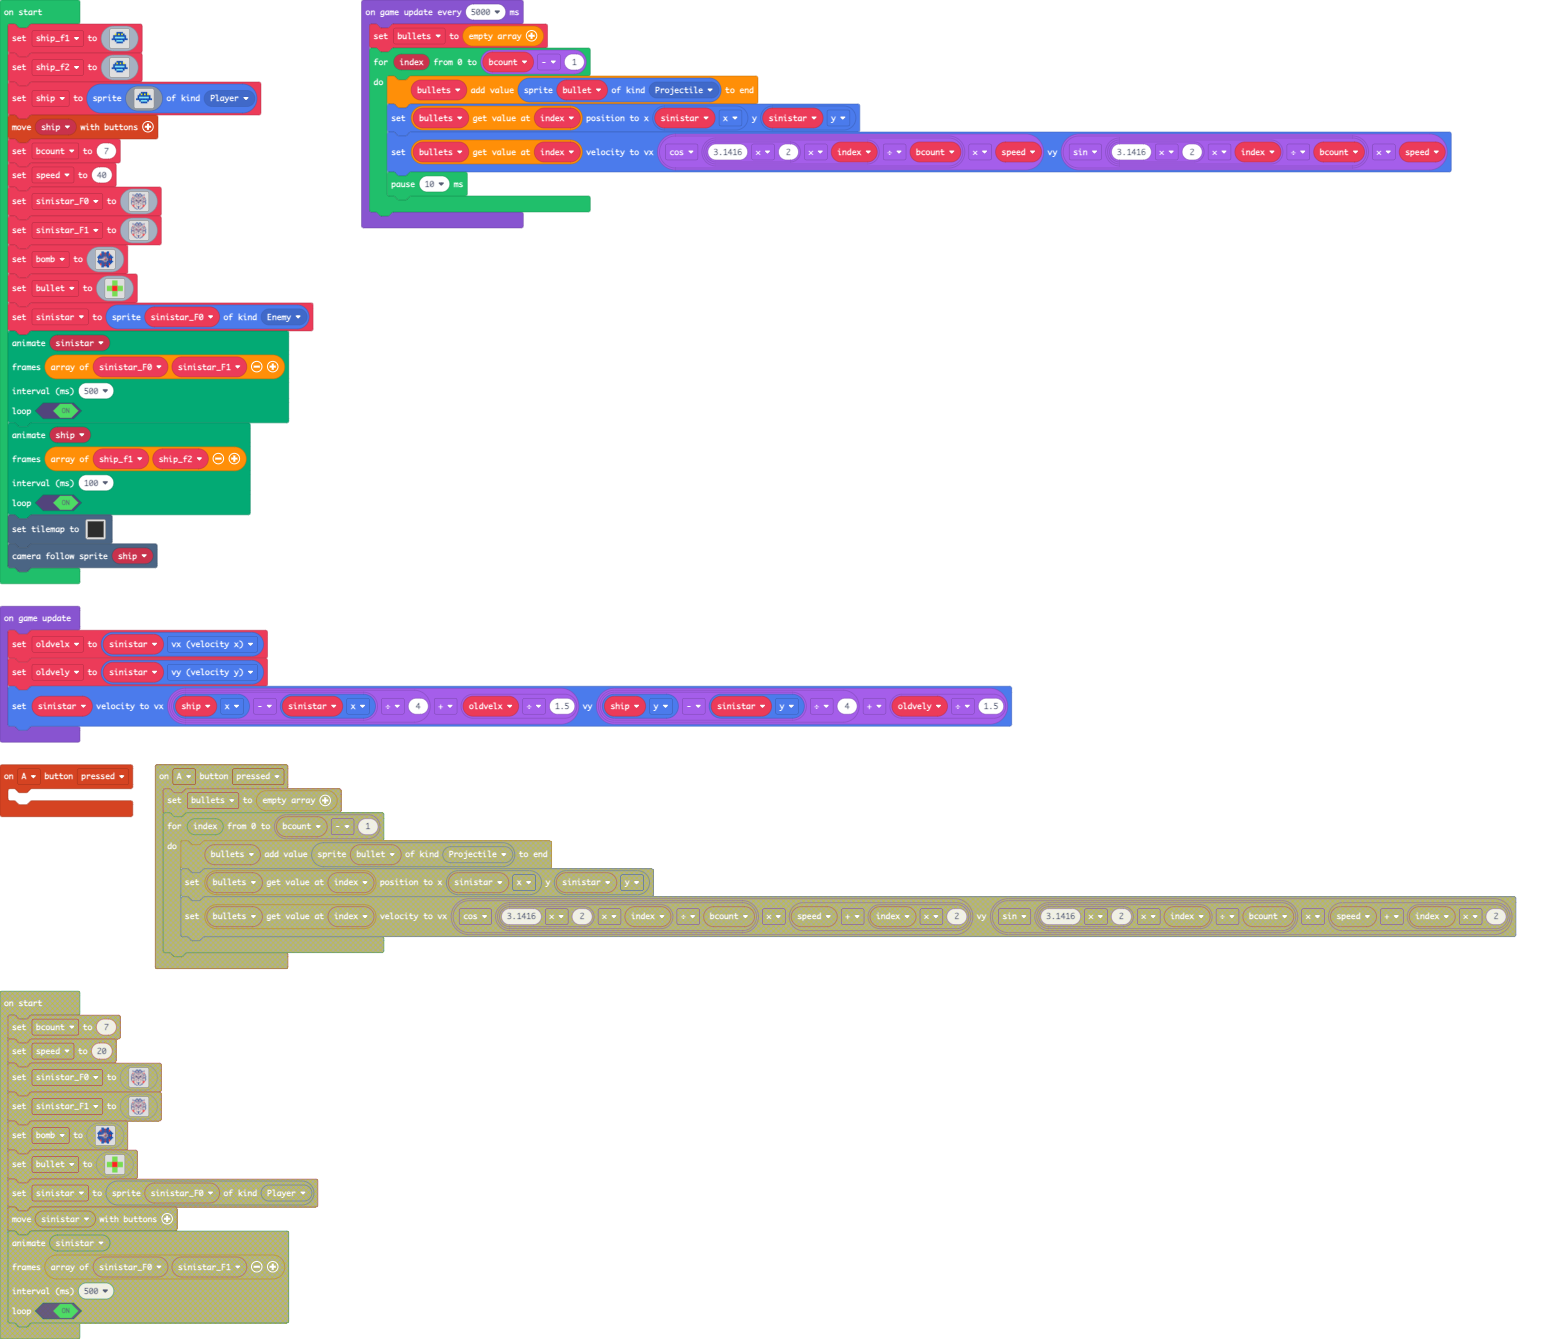 on start
set ship_f1 to
set ship_f2 to
set ship to sprite of kind Player
move ship with buttons
set bcount to 7
set speed to 40
set sinistar_F0 to
set sinistar_F1 to
set bomb to
set bullet to
set sinistar to sprite sinistar_F0 of kind Enemy
animate sinistar
frames array of sinistar_F0 sinistar_F1
interval (ms) 500
loop ON
animate ship
frames array of ship_f1 ship_f2
interval (ms) 100
loop ON
set tilemap to
camera follow sprite ship
on game update every 5000 ms
set bullets to empty array
for index from 0 to bcount - 1
do
bullets add value sprite bullet of kind Projectile to end
set bullets get value at index position to x sinistar x y sinistar y
set bullets get value at index velocity to vx cos 3.1416 × 2 × index ÷ bcount × speed vy sin 3.1416 × 2 × index ÷ bcount × speed
pause 10 ms
on game update
set oldvelx to sinistar vx (velocity x)
set oldvely to sinistar vy (velocity y)
set sinistar velocity to vx ship x - sinistar x ÷ 4 + oldvelx ÷ 1.5 vy ship y - sinistar y ÷ 4 + oldvely ÷ 1.5
on A button pressed
on A button pressed
set bullets to empty array
for index from 0 to bcount - 1
do
bullets add value sprite bullet of kind Projectile to end
set bullets get value at index position to x sinistar x y sinistar y
set bullets get value at index velocity to vx cos 3.1416 × 2 × index ÷ bcount × speed + index × 2 vy sin 3.1416 × 2 × index ÷ bcount × speed + index × 2
on start
set bcount to 7
set speed to 20
set sinistar_F0 to
set sinistar_F1 to
set bomb to
set bullet to
set sinistar to sprite sinistar_F0 of kind Player
move sinistar with buttons
animate sinistar
frames array of sinistar_F0 sinistar_F1
interval (ms) 500
loop ON